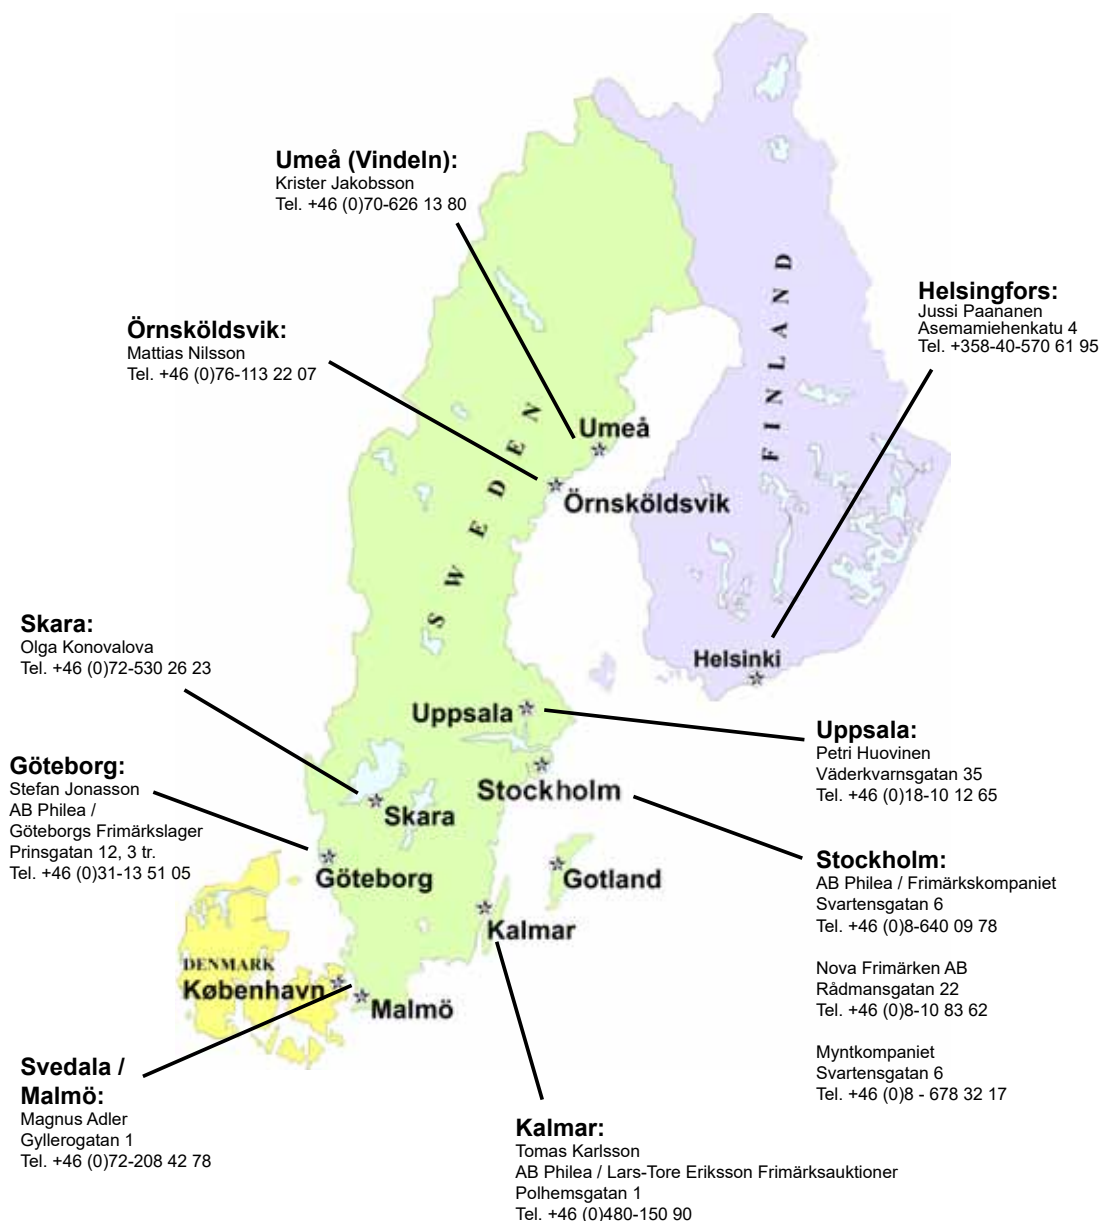 Umeå (Vindeln):
Krister Jakobsson
Tel. +46 (0)70-626 13 80
Helsingfors:
Jussi Paananen
Asemamiehenkatu 4
Tel. +358-40-570 61 95
Örnsköldsvik:
Mattias Nilsson
Tel. +46 (0)76-113 22 07
FINLAND
SWEDEN
Umeå
Örnsköldsvik
Skara:
Olga Konovalova
Tel. +46 (0)72-530 26 23
Helsinki
Uppsala
Uppsala:
Petri Huovinen
Väderkvarnsgatan 35
Tel. +46 (0)18-10 12 65
Göteborg:
Stefan Jonasson
AB Philea /
Göteborgs Frimärkslager
Prinsgatan 12, 3 tr.
Tel. +46 (0)31-13 51 05
Stockholm
Skara
Göteborg
Gotland
Kalmar
Stockholm:
AB Philea / Frimärkskompaniet
Svartensgatan 6
Tel. +46 (0)8-640 09 78
Nova Frimärken AB
Rådmansgatan 22
Tel. +46 (0)8-10 83 62
Myntkompaniet
Svartensgatan 6
Tel. +46 (0)8 - 678 32 17
DENMARK
København
Malmö
Svedala /
Malmö:
Magnus Adler
Gyllerogatan 1
Tel. +46 (0)72-208 42 78
Kalmar:
Tomas Karlsson
AB Philea / Lars-Tore Eriksson Frimärksauktioner
Polhemsgatan 1
Tel. +46 (0)480-150 90